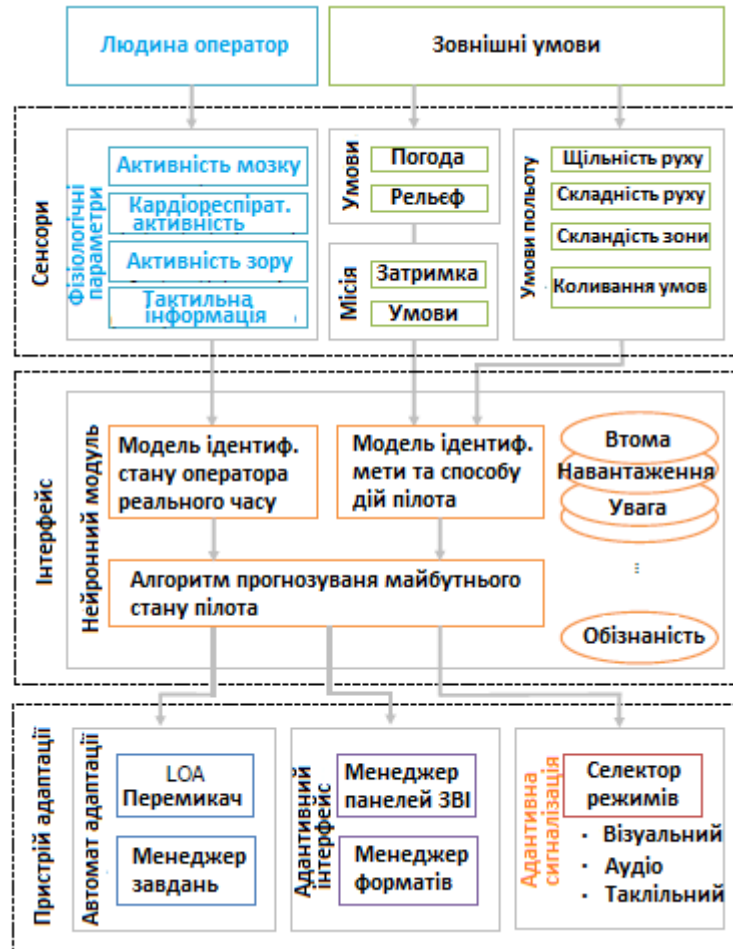 Людина оператор
Зовнішні умови
Сенсори
Фізіологічні
параметри
Активність мозку
Кардіореспірат.
активність
Активність зору
Тактильна
інформація
Умови
Погода
Рельєф
Місія
Затримка
Умови
Умови польоту
Щільність руху
Складність руху
Скландість зони
Коливання умов
Інтерфейс
Нейронний модуль
Модель ідентиф.
стану оператора
реального часу
Модель ідентиф.
мети та способу
дій пілота
Втома
Навантаження
Увага
...
Обізнаність
Алгоритм прогнозуваня майбутнього
стану пілота
Пристрій адаптації
Автомат адаптації
LOA
Перемикач
Менеджер
завдань
Адативний
інтерфейс
Менеджер
панелей ЗВІ
Менеджер
форматів
Адантивна
сигналізація
Селектор
режимів
· Візуальний
· Аудіо
· Таклільний